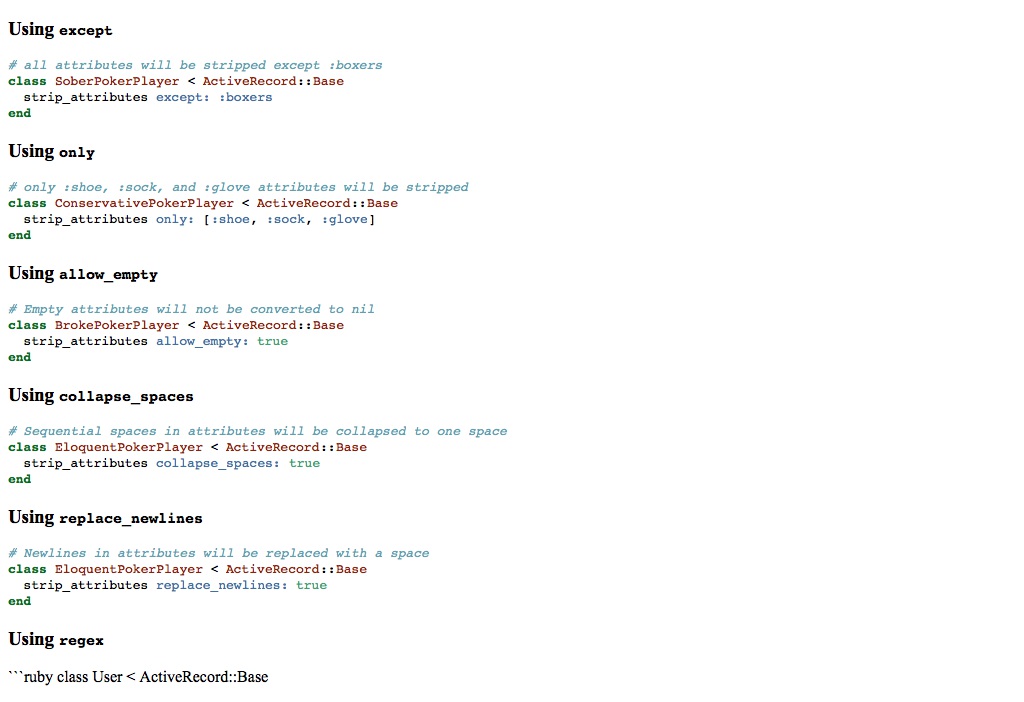 Using except
# all attributes will be stripped except :boxers
class SoberPokerPlayer < ActiveRecord::Base
  strip_attributes except: :boxers
end
Using only
# only :shoe, :sock, and :glove attributes will be stripped
class ConservativePokerPlayer < ActiveRecord::Base
  strip_attributes only: [:shoe, :sock, :glove]
end
Using allow_empty
# Empty attributes will not be converted to nil
class BrokePokerPlayer < ActiveRecord::Base
  strip_attributes allow_empty: true
end
Using collapse_spaces
# Sequential spaces in attributes will be collapsed to one space
class EloquentPokerPlayer < ActiveRecord::Base
  strip_attributes collapse_spaces: true
end
Using replace_newlines
# Newlines in attributes will be replaced with a space
class EloquentPokerPlayer < ActiveRecord::Base
  strip_attributes replace_newlines: true
end
Using regex
```ruby class User < ActiveRecord::Base